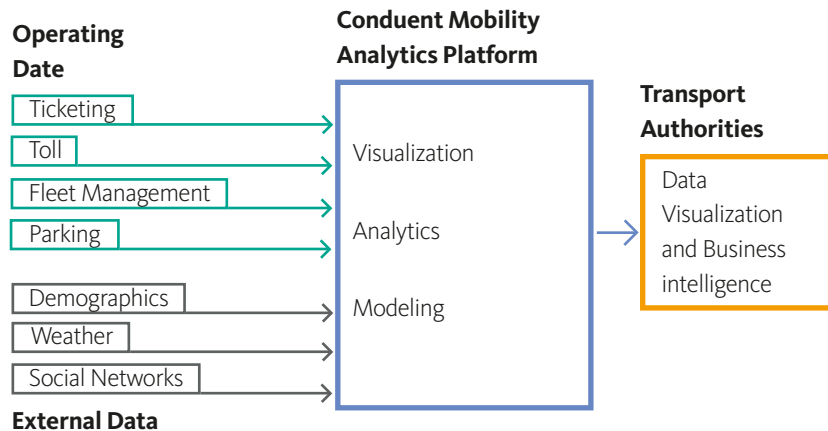 Operating
Date
Ticketing
Toll
Fleet Management
Parking
Demographics
Weather
Social Networks
External Data
Conduent Mobility
Analytics Platform
Visualization
Analytics
Modeling
Transport
Authorities
Data
Visualization
and Business
intelligence